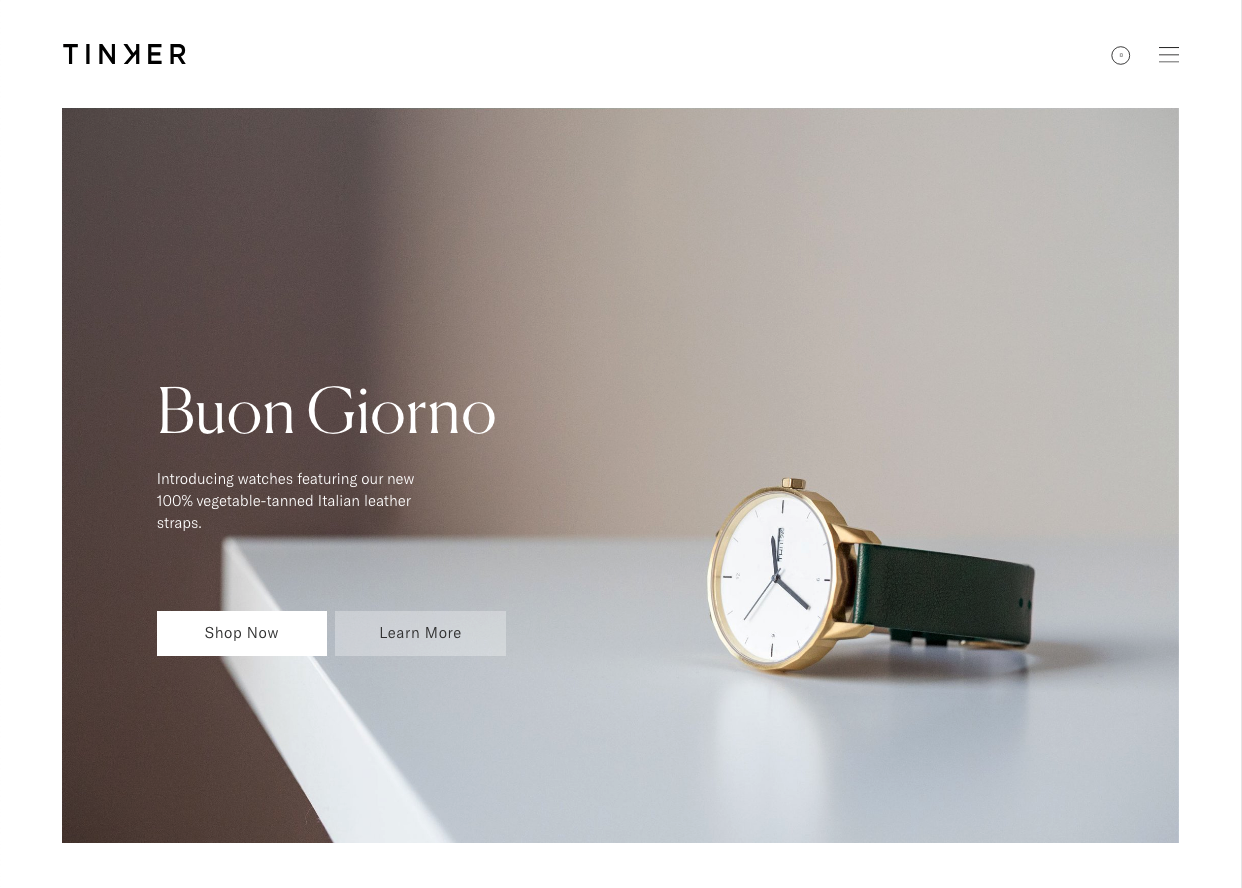 TINKER
0
Buon Giorno
Introducing watches featuring our new
100% vegetable-tanned Italian leather
straps.
Shop Now
Learn More